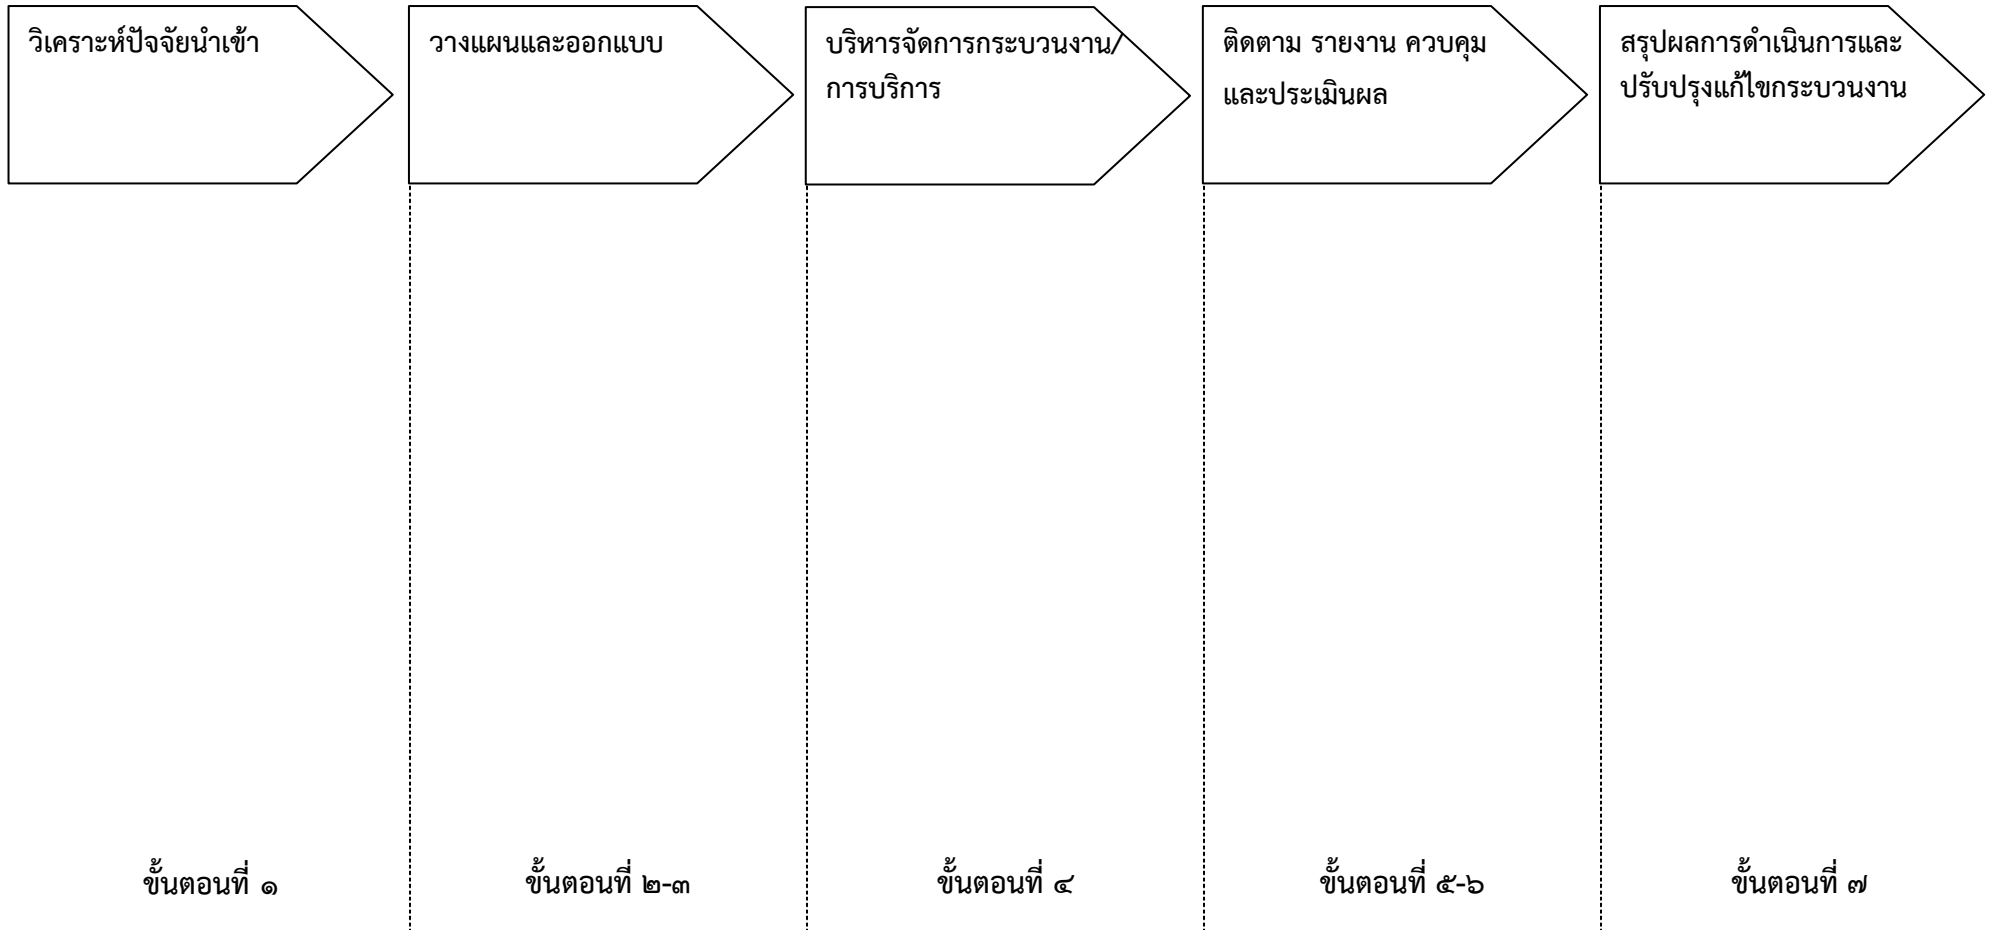 วิเคราะห์ปัจจัยนำเข้า
วางแผนและออกแบบ
บริหารจัดการกระบวนงาน/
การบริการ
ติดตาม รายงาน ควบคุม
และประเมินผล
สรุปผลการดำเนินการและ
ปรับปรุงแก้ไขกระบวนงาน
ขั้นตอนที่ ๑
ขั้นตอนที่ ๒-๓
ขั้นตอนที่ ๔
ขั้นตอนที่ ๕-๖
ขั้นตอนที่ ๗